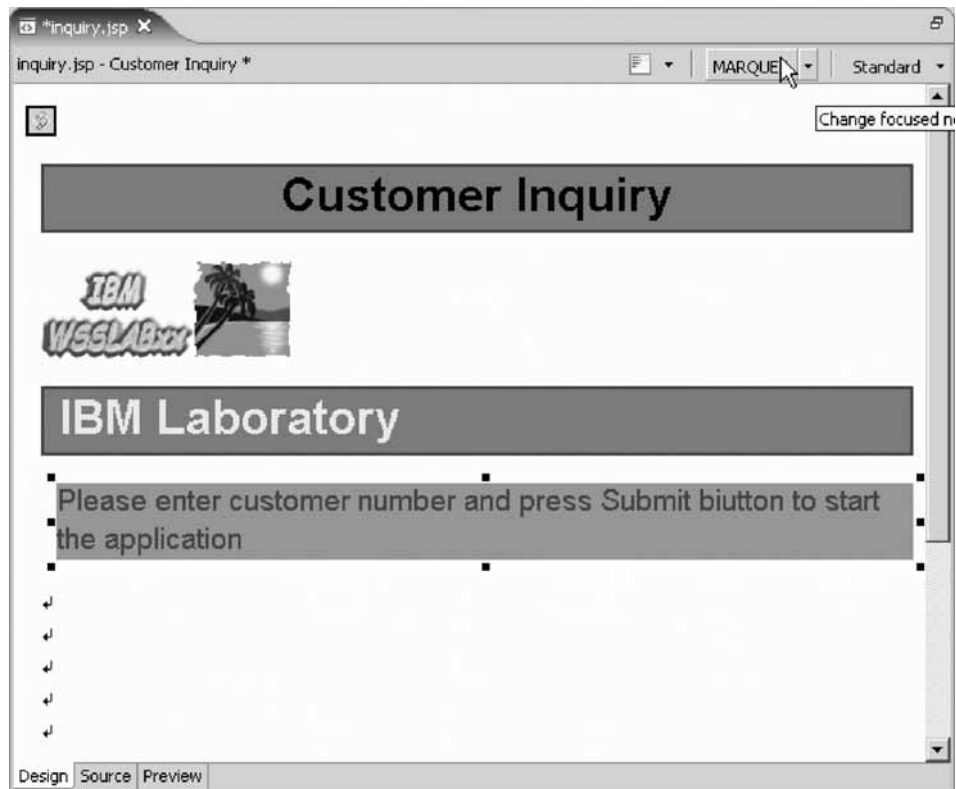 *inquiry.jsp
inquiry.jsp - Customer Inquiry *
MARQUE
Standard
Change focused n
Customer Inquiry
IBM
WSSLABxx
IBM Laboratory
Please enter customer number and press Submit biutton to start
the application
Design Source Preview